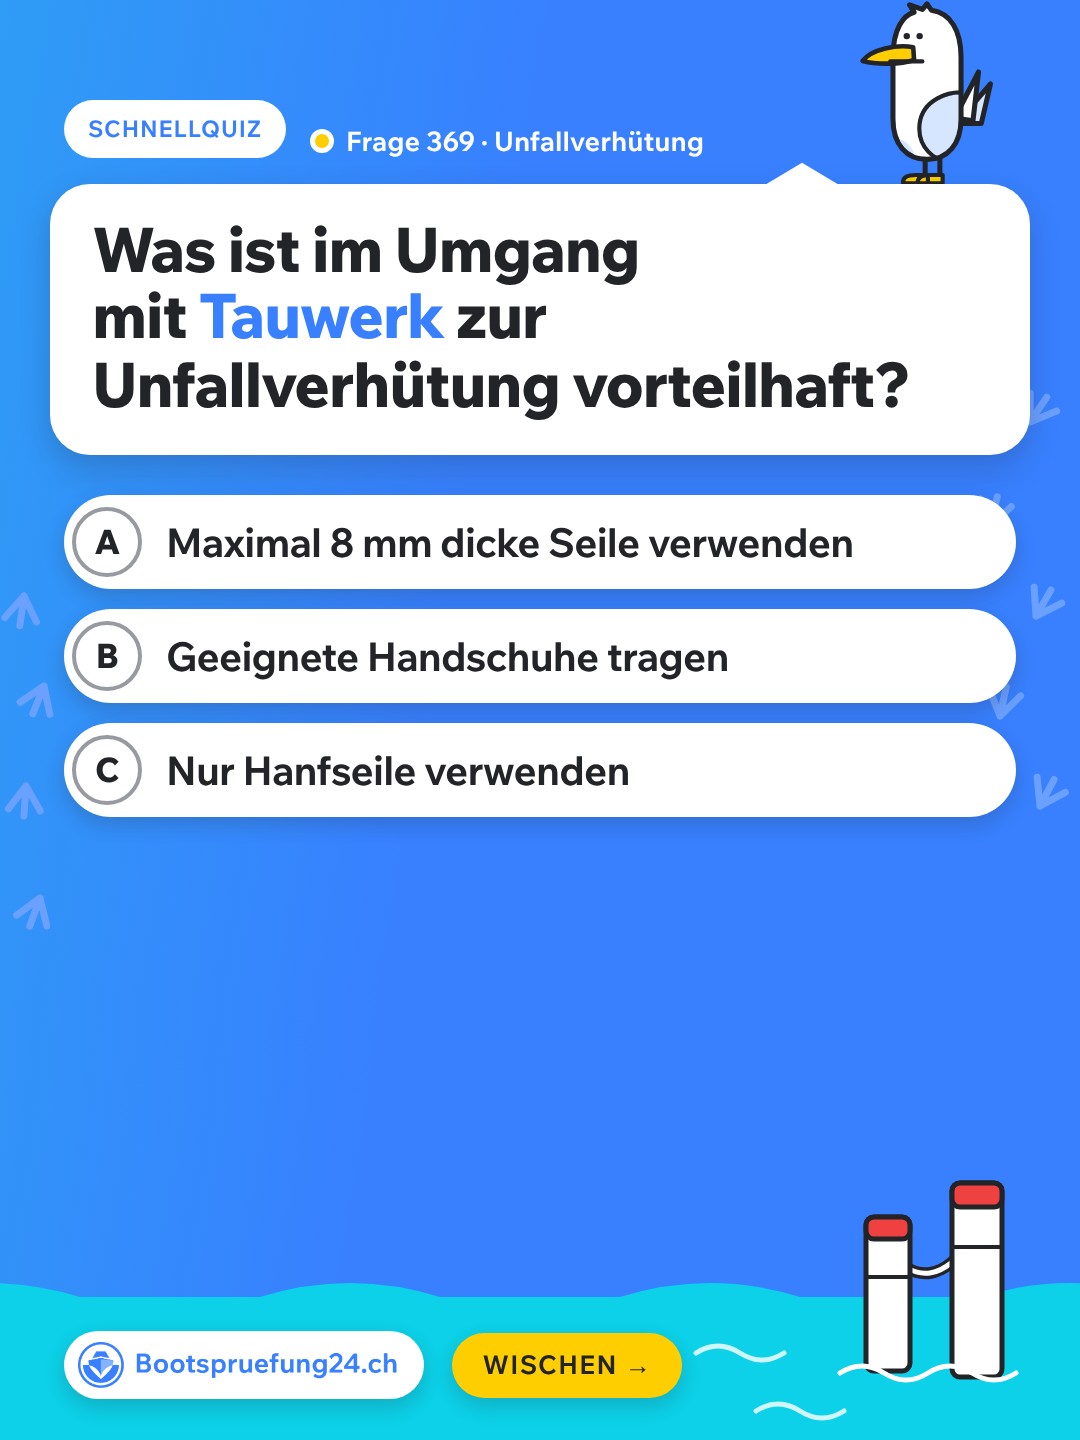 SCHNELLQUIZ
Frage 369 · Unfallverhütung
Was ist im Umgang
mit Tauwerk zur
Unfallverhütung vorteilhaft?
A Maximal 8 mm dicke Seile verwenden
B Geeignete Handschuhe tragen
C Nur Hanfseile verwenden
Bootspruefung24.ch
WISCHEN →